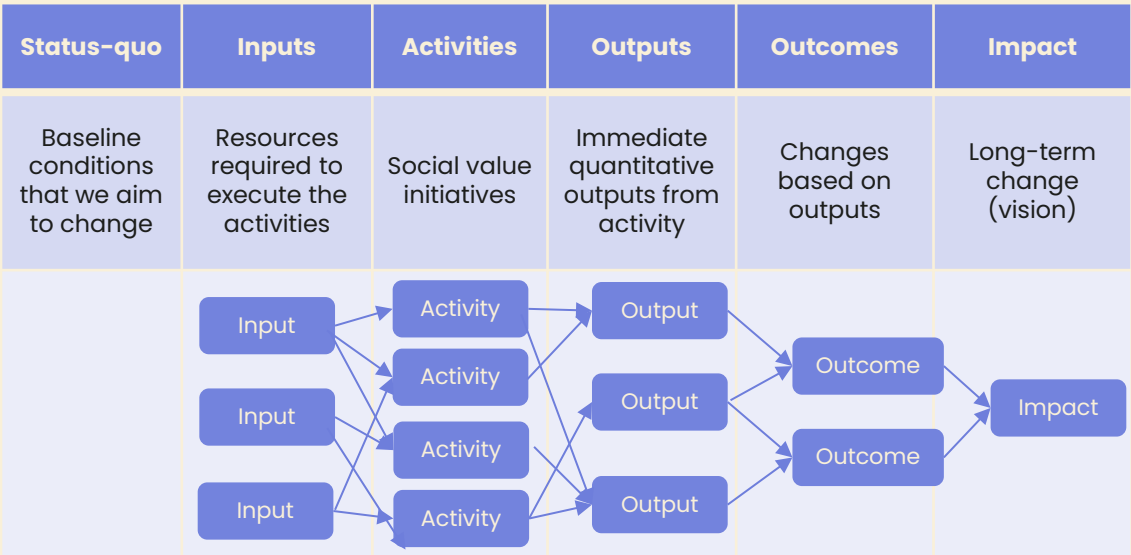 Status-quo
Inputs
Activities
Outputs
Outcomes
Impact
Baseline
conditions
that we aim
to change
Resources
required to
execute the
activities
Social value
initiatives
Immediate
quantitative
outputs from
activity
Changes
based on
outputs
Long-term
change
(vision)
Input
Input
Input
Activity
Activity
Activity
Activity
Output
Output
Output
Outcome
Outcome
Impact